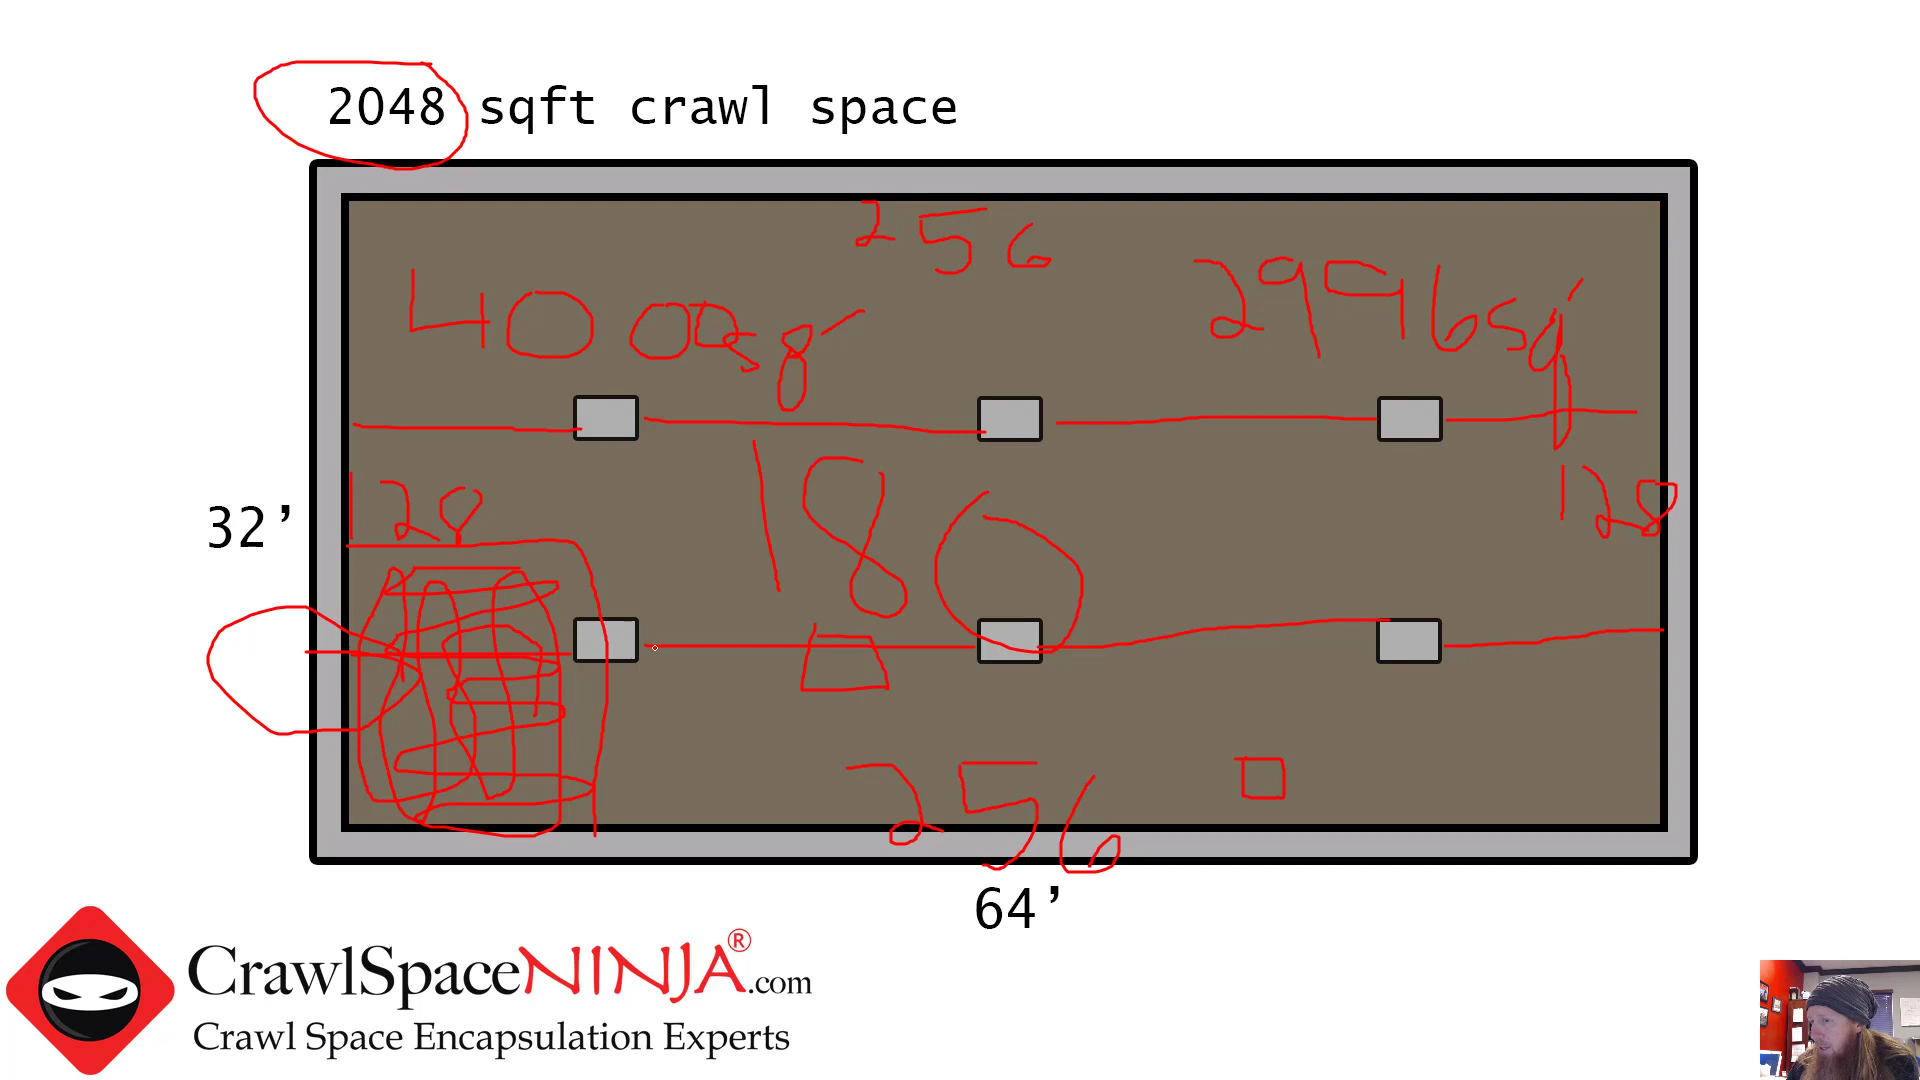 2048 sqft crawl space
256
4000 sq'
2996 sq'
32'
128
186
128
256
64'
CrawlSpaceNINJA®.com
Crawl Space Encapsulation Experts